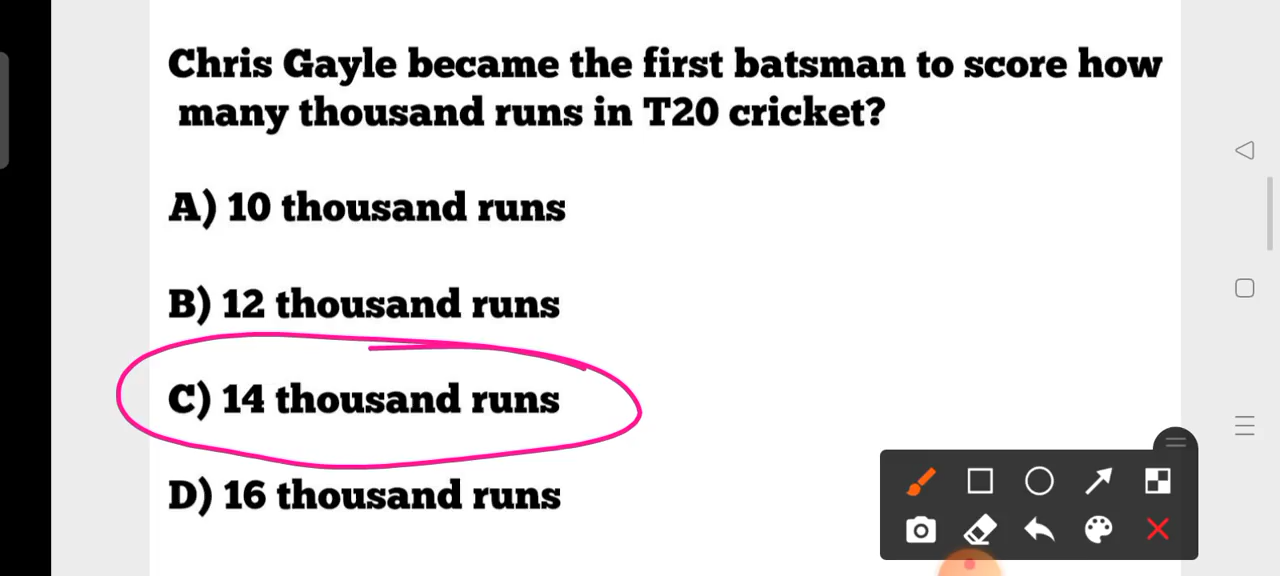 Chris Gayle became the first batsman to score how
many thousand runs in T20 cricket?
A) 10 thousand runs
B) 12 thousand runs
C) 14 thousand runs
D) 16 thousand runs